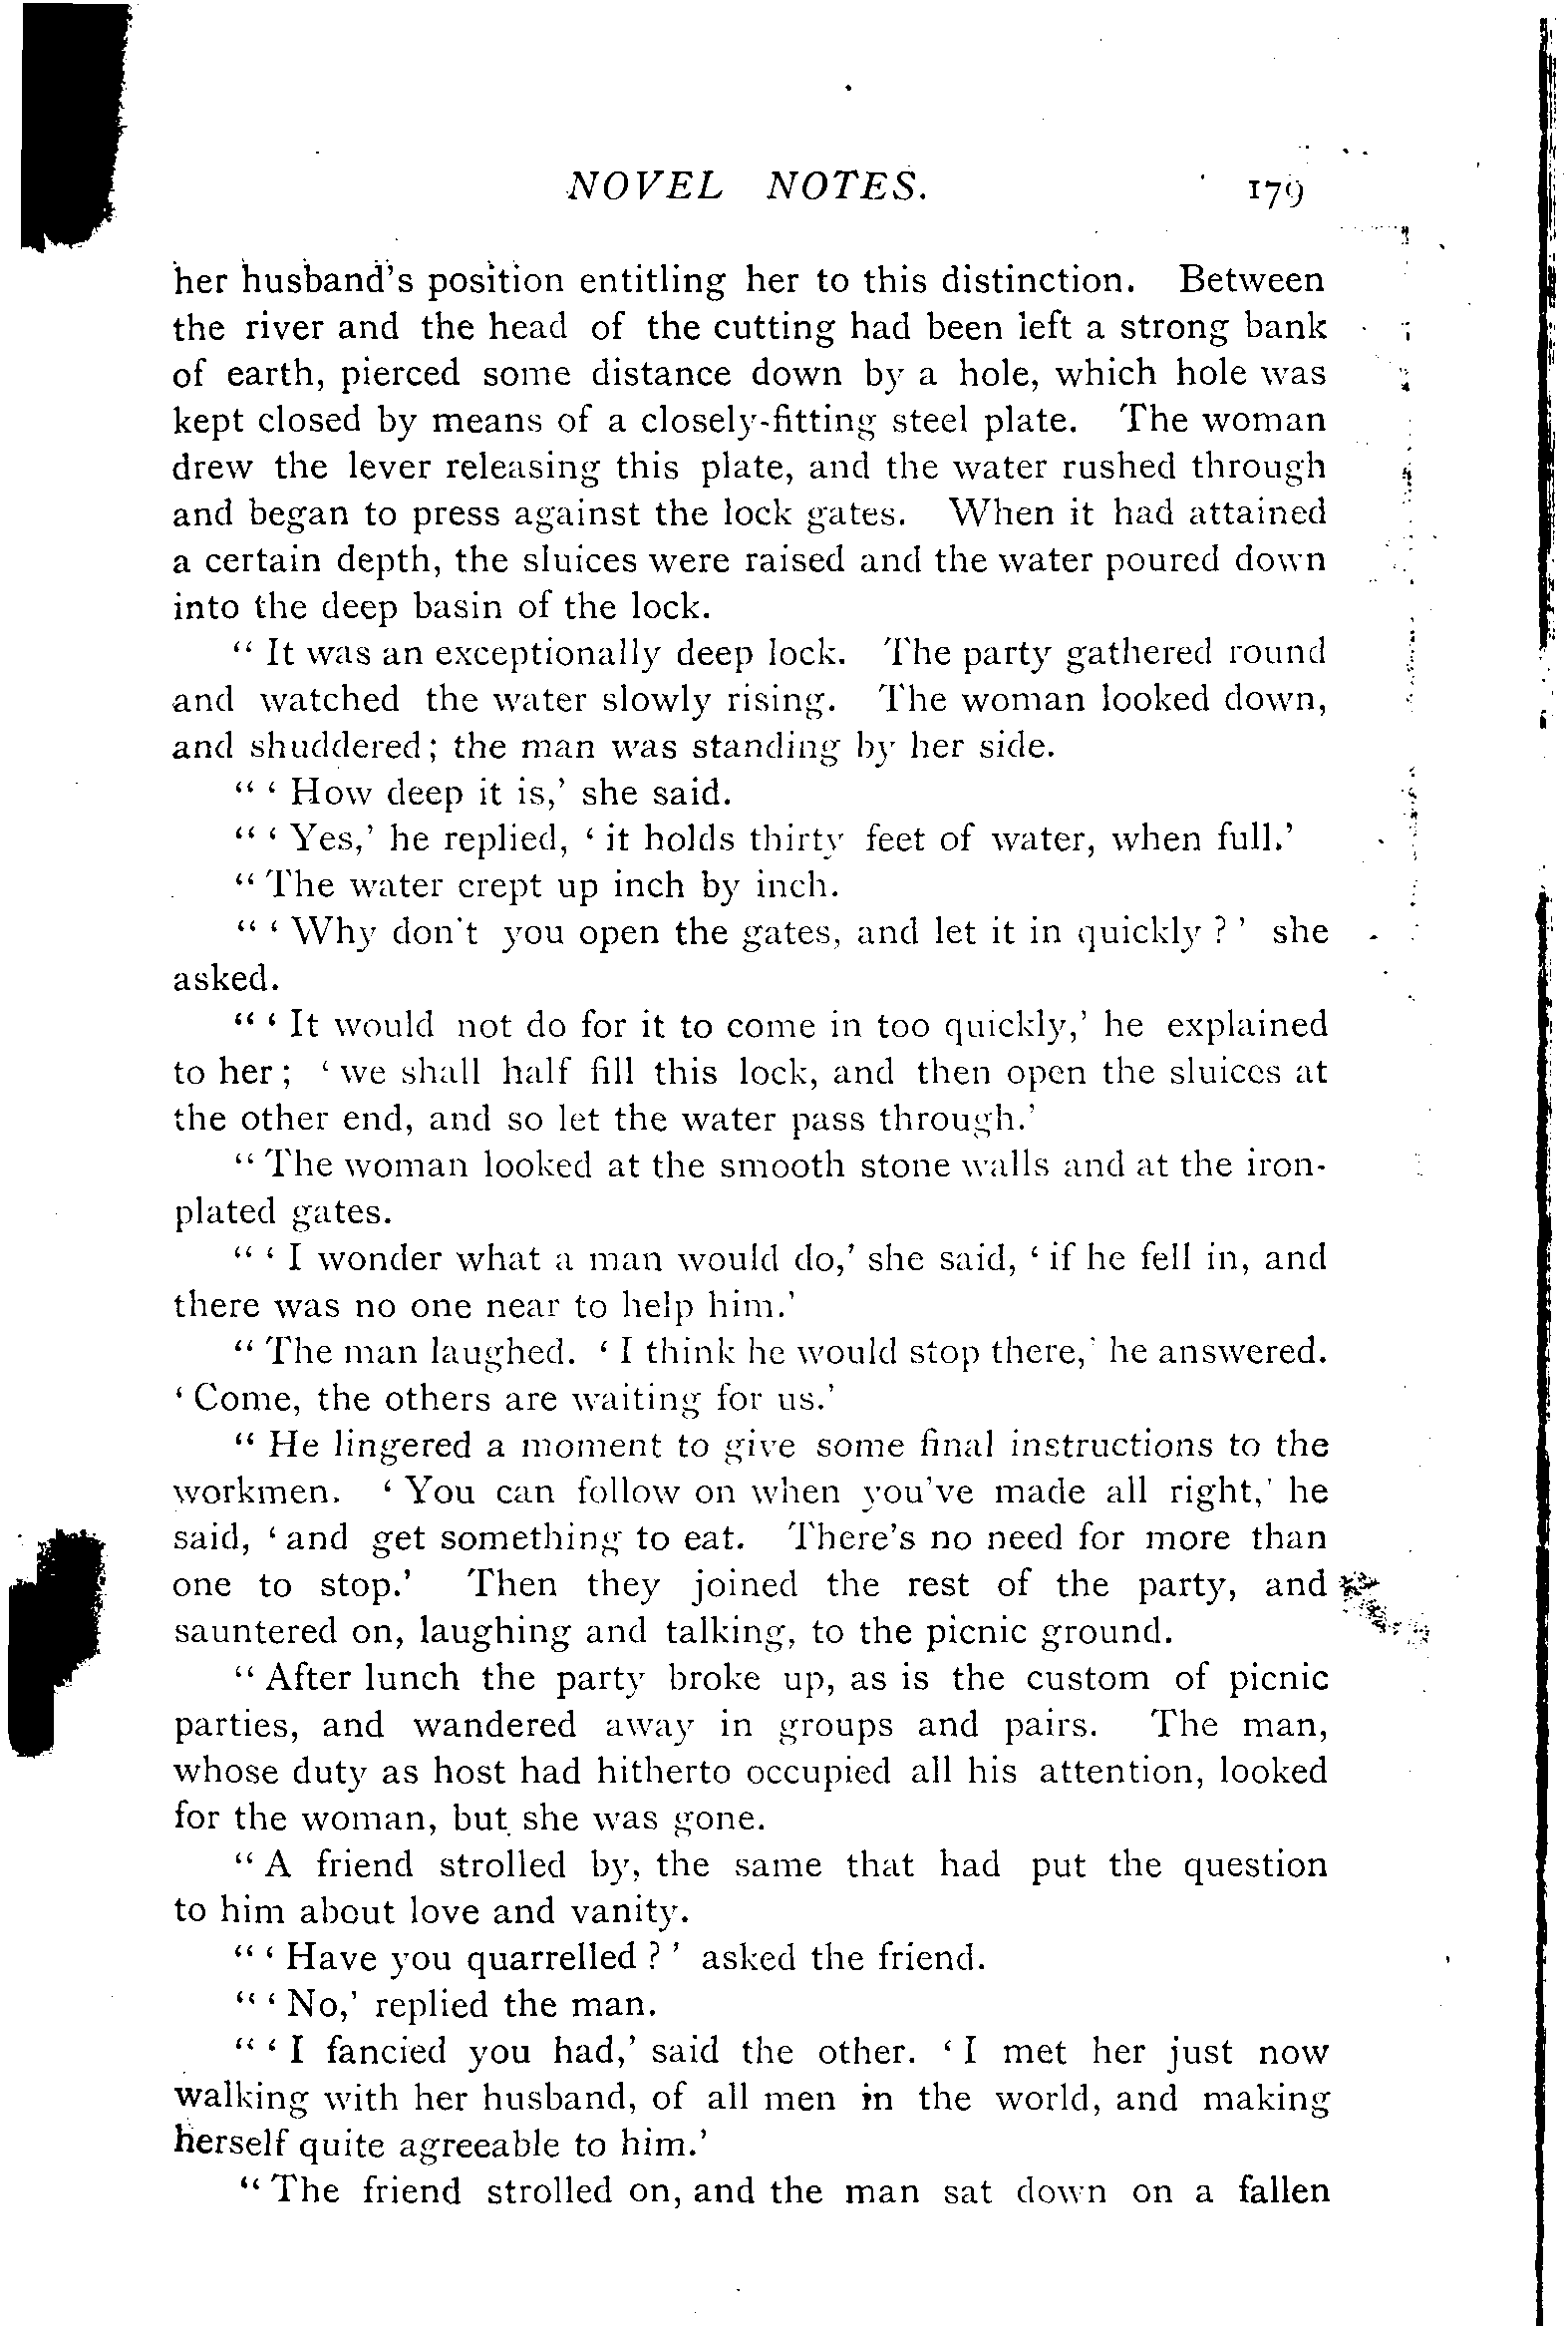 NOVEL NOTES. 179
her husband's position entitling her to this distinction. Between
the river and the head of the cutting had been left a strong bank
of earth, pierced some distance down by a hole, which hole was
kept closed by means of a closely-fitting steel plate. The woman
drew the lever releasing this plate, and the water rushed through
and began to press against the lock gates. When it had attained
a certain depth, the sluices were raised and the water poured down
into the deep basin of the lock.
“ It was an exceptionally deep lock. The party gathered round
and watched the water slowly rising. The woman looked down,
and shuddered; the man was standing by her side.
“ ‘ How deep it is,’ she said.
“ ‘ Yes,’ he replied, ‘ it holds thirty feet of water, when full.’
“ The water crept up inch by inch.
“ ‘ Why don't you open the gates, and let it in quickly ? ’ she
asked.
“ ‘ It would not do for it to come in too quickly,’ he explained
to her ; ‘ we shall half fill this lock, and then open the sluices at
the other end, and so let the water pass through.’
“ The woman looked at the smooth stone walls and at the iron-
plated gates.
“ ‘ I wonder what a man would do,’ she said, ‘ if he fell in, and
there was no one near to help him.’
“ The man laughed. ‘ I think he would stop there,’ he answered.
‘ Come, the others are waiting for us.’
“ He lingered a moment to give some final instructions to the
workmen. ‘ You can follow on when you've made all right,’ he
said, ‘ and get something to eat. There's no need for more than
one to stop.’ Then they joined the rest of the party, and
sauntered on, laughing and talking, to the picnic ground.
“ After lunch the party broke up, as is the custom of picnic
parties, and wandered away in groups and pairs. The man,
whose duty as host had hitherto occupied all his attention, looked
for the woman, but she was gone.
“ A friend strolled by, the same that had put the question
to him about love and vanity.
“ ‘ Have you quarrelled ? ’ asked the friend.
“ ‘ No,’ replied the man.
“ ‘ I fancied you had,’ said the other. ‘ I met her just now
walking with her husband, of all men in the world, and making
herself quite agreeable to him.’
“ The friend strolled on, and the man sat down on a fallen